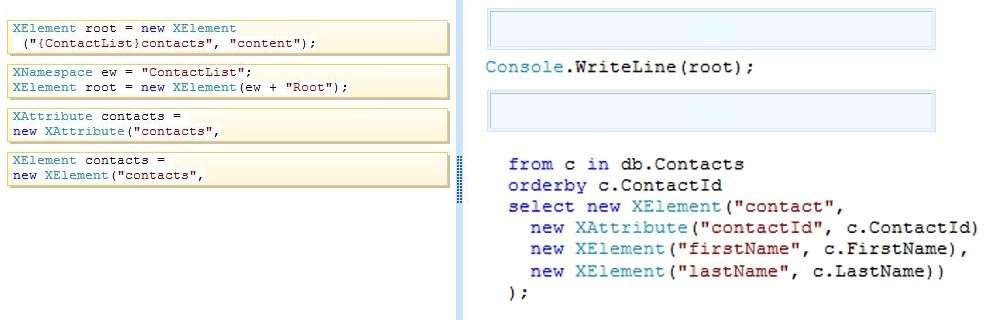 XElement root = new XElement
("{ContactList}contacts", "content");
XNamespace ew = "ContactList";
XElement root = new XElement(ew + "Root");
XAttribute contacts =
new XAttribute("contacts",
XElement contacts =
new XElement("contacts",
Console.WriteLine(root);
from c in db.Contacts
orderby c.ContactId
select new XElement("contact",
new XAttribute("contactId", c.ContactId)
new XElement("firstName", c.FirstName),
new XElement("lastName", c.LastName))
);